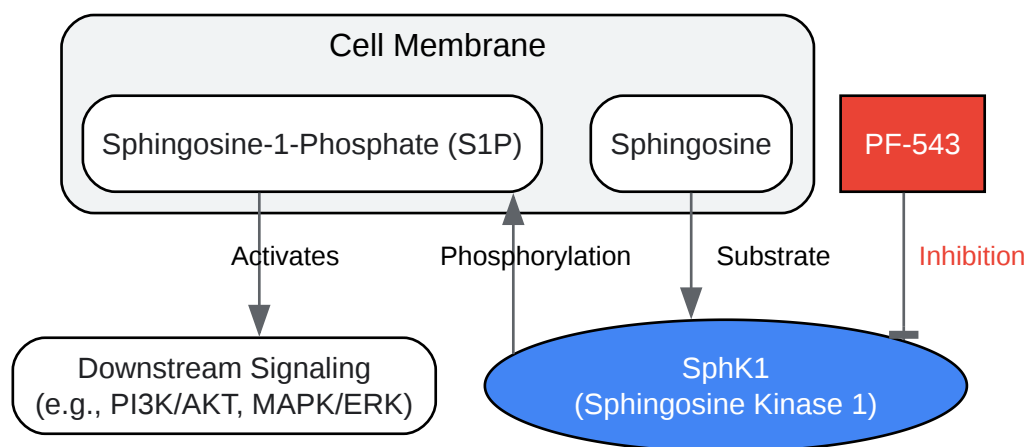 Cell Membrane
Sphingosine-1-Phosphate (S1P)
Sphingosine
PF-543
Activates
Phosphorylation
Substrate
Inhibition
Downstream Signaling
(e.g., PI3K/AKT, MAPK/ERK)
SphK1
(Sphingosine Kinase 1)